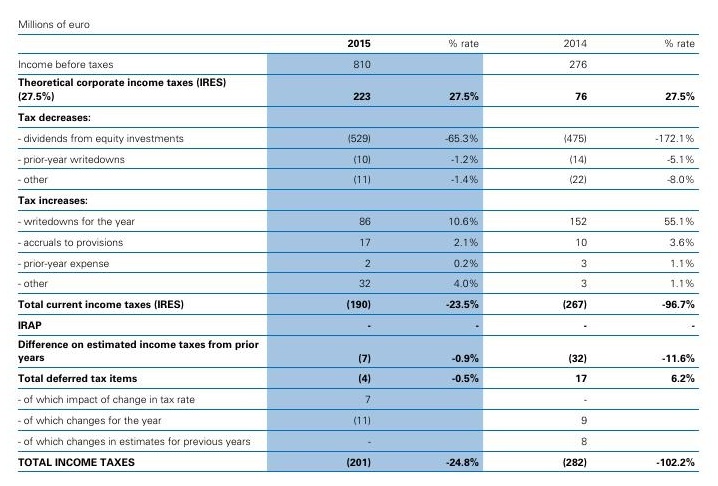 Millions of euro
2015 % rate 2014 % rate
Income before taxes 810 276
Theoretical corporate income taxes (IRES)
(27.5%) 223 27.5% 76 27.5%
Tax decreases:
- dividends from equity investments (529) -65.3% (475) -172.1%
- prior-year writedowns (10) -1.2% (14) -5.1%
- other (11) -1.4% (22) -8.0%
Tax increases:
- writedowns for the year 86 10.6% 152 55.1%
- accruals to provisions 17 2.1% 10 3.6%
- prior-year expense 2 0.2% 3 1.1%
- other 32 4.0% 3 1.1%
Total current income taxes (IRES) (190) -23.5% (267) -96.7%
IRAP - - - -
Difference on estimated income taxes from prior
years (7) -0.9% (32) -11.6%
Total deferred tax items (4) -0.5% 17 6.2%
- of which impact of change in tax rate 7 -
- of which changes for the year (11) 9
- of which changes in estimates for previous years - 8
TOTAL INCOME TAXES (201) -24.8% (282) -102.2%